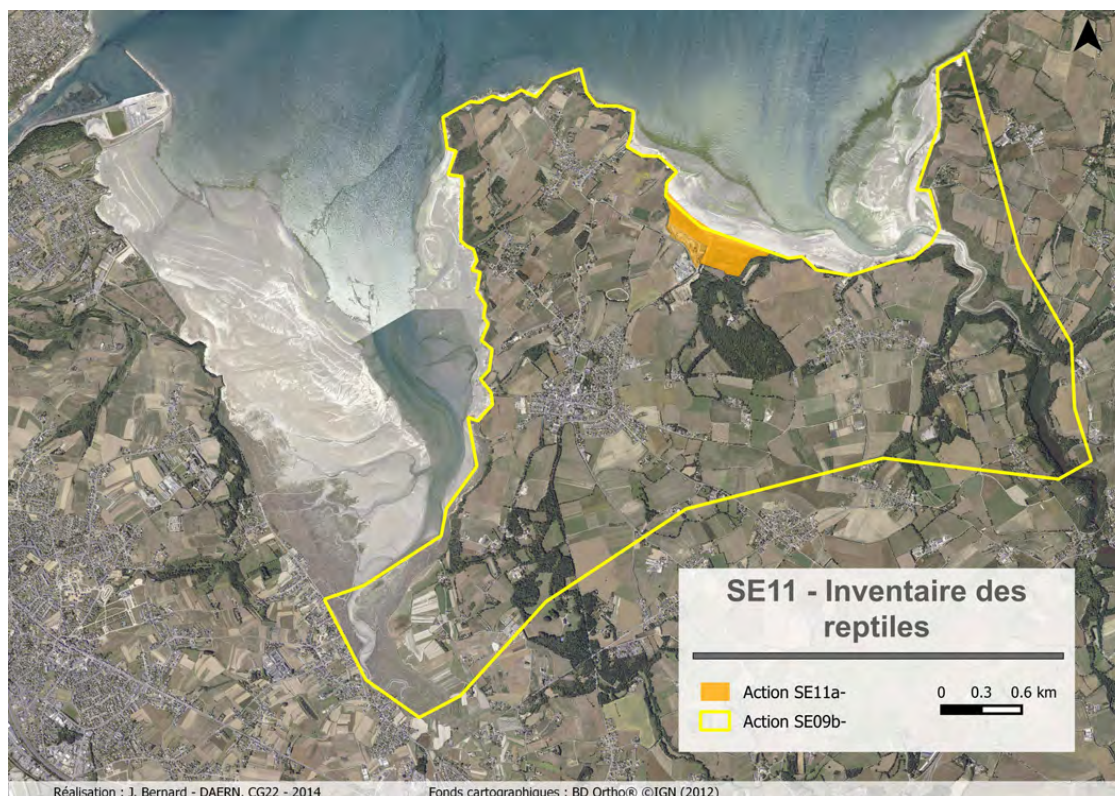 SE11 - Inventaire des
reptiles
Action SE11a-
Action SE09b-
0 0.3 0.6 km
Réalisation : J. Bernard - DAERN, CG22 - 2014 Fonds cartographiques : BD Ortho® ©IGN (2012)